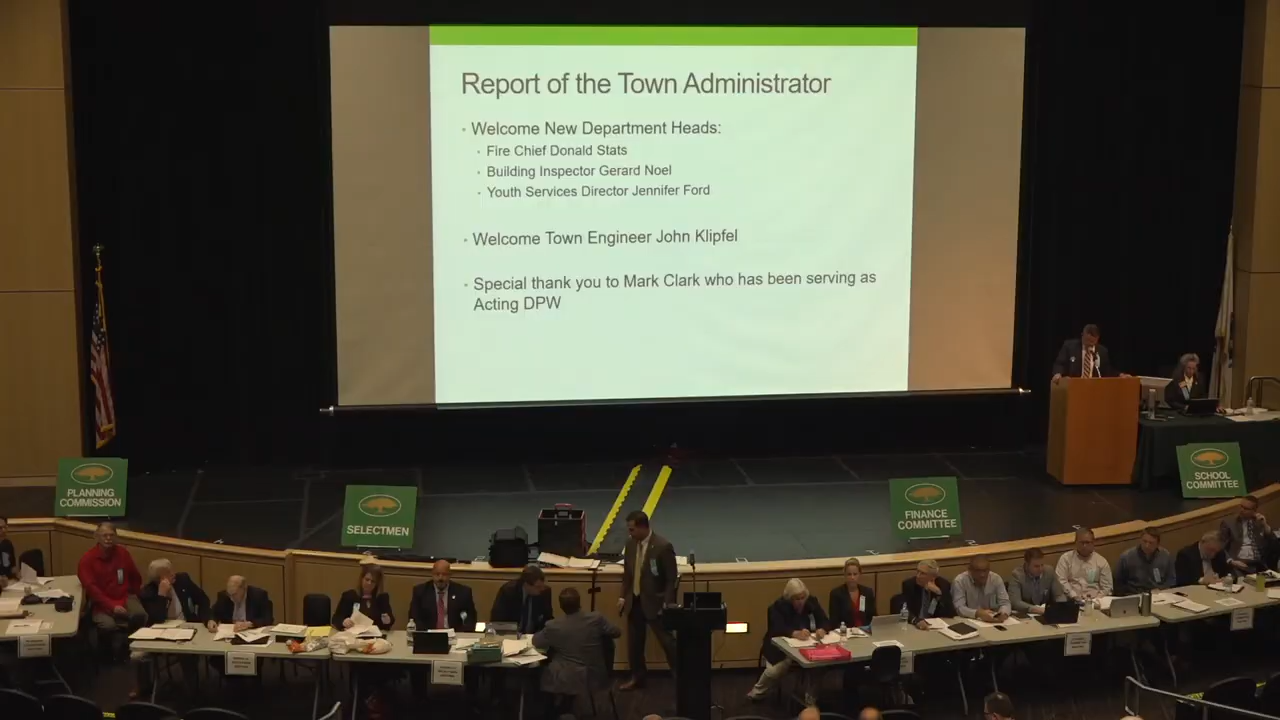 Report of the Town Administrator
• Welcome New Department Heads:
• Fire Chief Donald Stats
• Building Inspector Gerard Noel
• Youth Services Director Jennifer Ford
• Welcome Town Engineer John Klipfel
• Special thank you to Mark Clark who has been serving as
Acting DPW
PLANNING
COMMISSION
SELECTMEN
FINANCE
COMMITTEE
SCHOOL
COMMITTEE